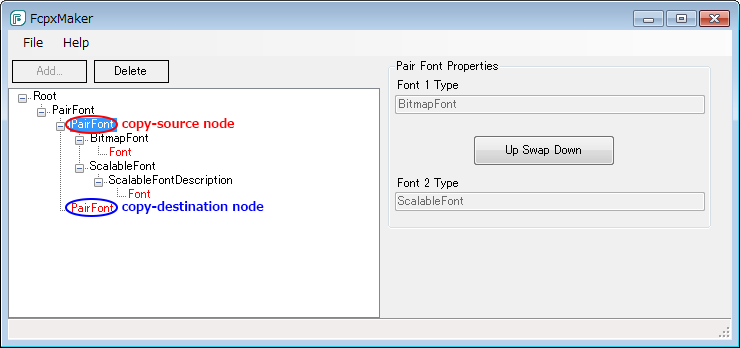 FcpxMaker
File Help
Add... Delete
Root
PairFont
PairFont copy-source node
BitmapFont
Font
ScalableFont
ScalableFontDescription
Font
PairFont copy-destination node
Pair Font Properties
Font 1 Type
BitmapFont
Up Swap Down
Font 2 Type
ScalableFont